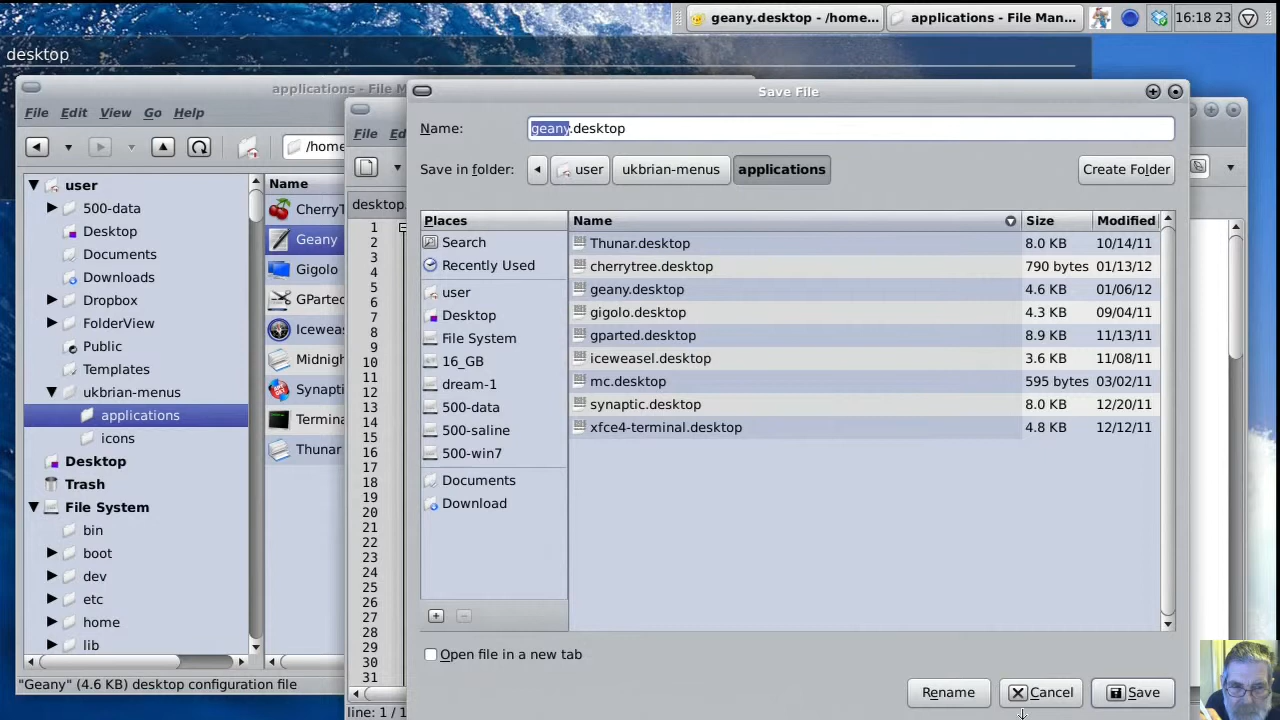 geany.desktop - /home...
applications - File Man...
16:18 23
desktop
applications - File M
File Edit View Go Help
/home
user
500-data
Desktop
Documents
Downloads
Dropbox
FolderView
Public
Templates
ukbrian-menus
applications
icons
Desktop
Trash
File System
bin
boot
dev
etc
home
lib
"Geany" (4.6 KB) desktop configuration file
Name
CherryT
Geany
Gigolo
GParted
Iceweas
Midnigh
Synapti
Termina
Thunar
File Ed
desktop.
1
2
3
4
5
6
7
8
9
10
11
12
13
14
15
16
17
18
19
20
21
22
23
24
25
26
27
28
29
30
31
line: 1 / 1
Save File
Name: geany.desktop
Save in folder: user ukbrian-menus applications Create Folder
Places
Search
Recently Used
user
Desktop
File System
16_GB
dream-1
500-data
500-saline
500-win7
Documents
Download
Name Size Modified
Thunar.desktop 8.0 KB 10/14/11
cherrytree.desktop 790 bytes 01/13/12
geany.desktop 4.6 KB 01/06/12
gigolo.desktop 4.3 KB 09/04/11
gparted.desktop 8.9 KB 11/13/11
iceweasel.desktop 3.6 KB 11/08/11
mc.desktop 595 bytes 03/02/11
synaptic.desktop 8.0 KB 12/20/11
xfce4-terminal.desktop 4.8 KB 12/12/11
Open file in a new tab
Rename Cancel Save